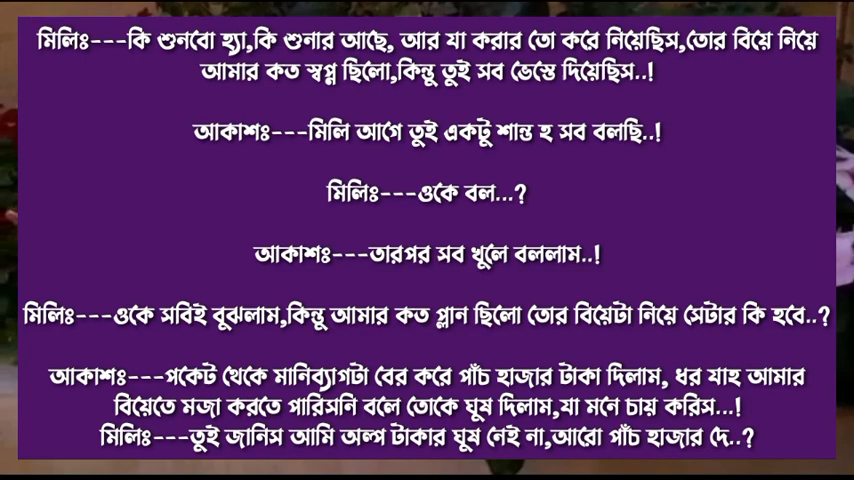 মিলিঃ---কি শুনবো হ্যা,কি শুনার আছে, আর যা করার তো করে নিয়েছিস,তোর বিয়ে নিয়ে
আমার কত স্বপ্ন ছিলো,কিন্তু তুই সব ভেস্তে দিয়েছিস..!
আকাশঃ---মিলি আগে তুই একটু শান্ত হ সব বলছি..!
মিলিঃ---ওকে বল...?
আকাশঃ---তারপর সব খুলে বললাম..!
মিলিঃ---ওকে সবিই বুঝলাম,কিন্তু আমার কত প্লান ছিলো তোর বিয়েটা নিয়ে সেটার কি হবে..?
আকাশঃ---পকেট থেকে মানিব্যাগটা বের করে পাঁচ হাজার টাকা দিলাম, ধর যাহ আমার
বিয়েতে মজা করতে পারিসনি বলে তোকে ঘুষ দিলাম,যা মনে চায় করিস...!
মিলিঃ---তুই জানিস আমি অল্প টাকার ঘুষ নেই না,আরো পাঁচ হাজার দে..?